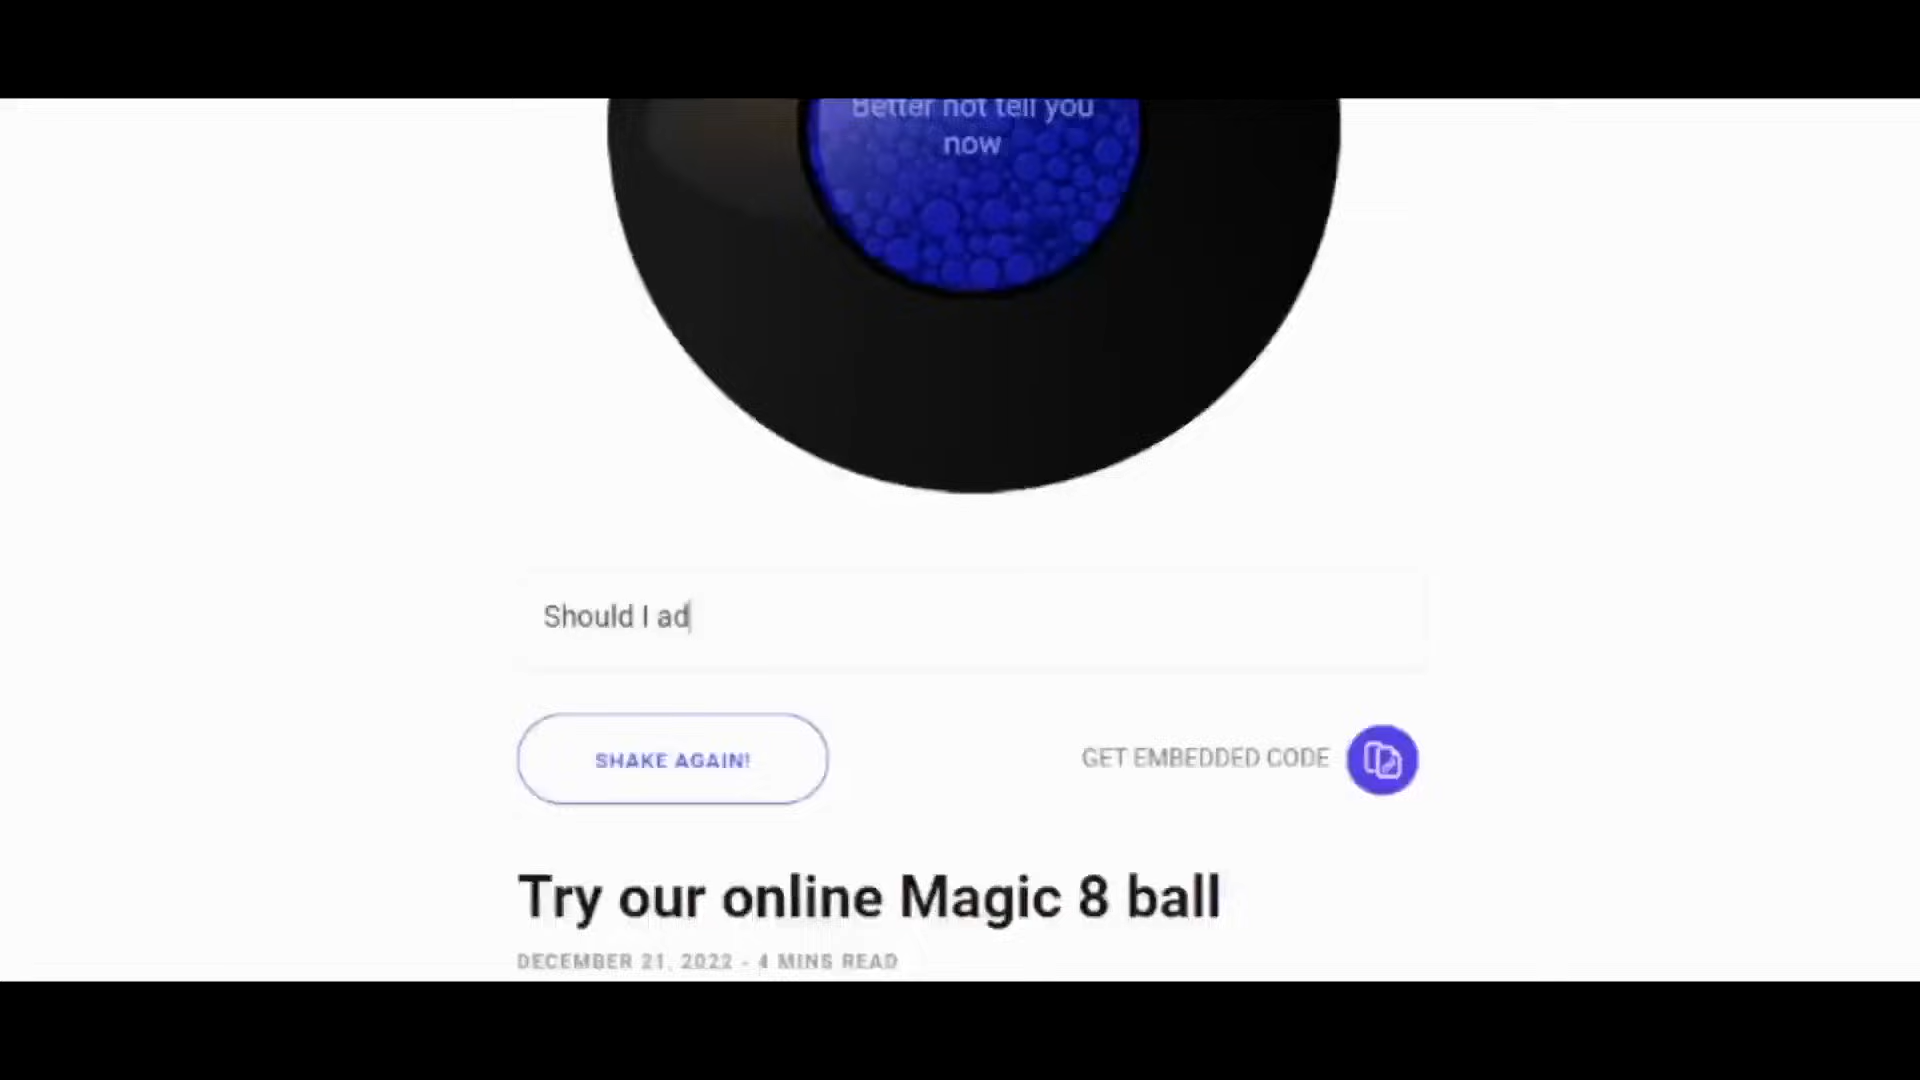 Better not tell you
now
Should I ad
SHAKE AGAIN!
GET EMBEDDED CODE
Try our online Magic 8 ball
DECEMBER 21, 2022 - 4 MINS READ